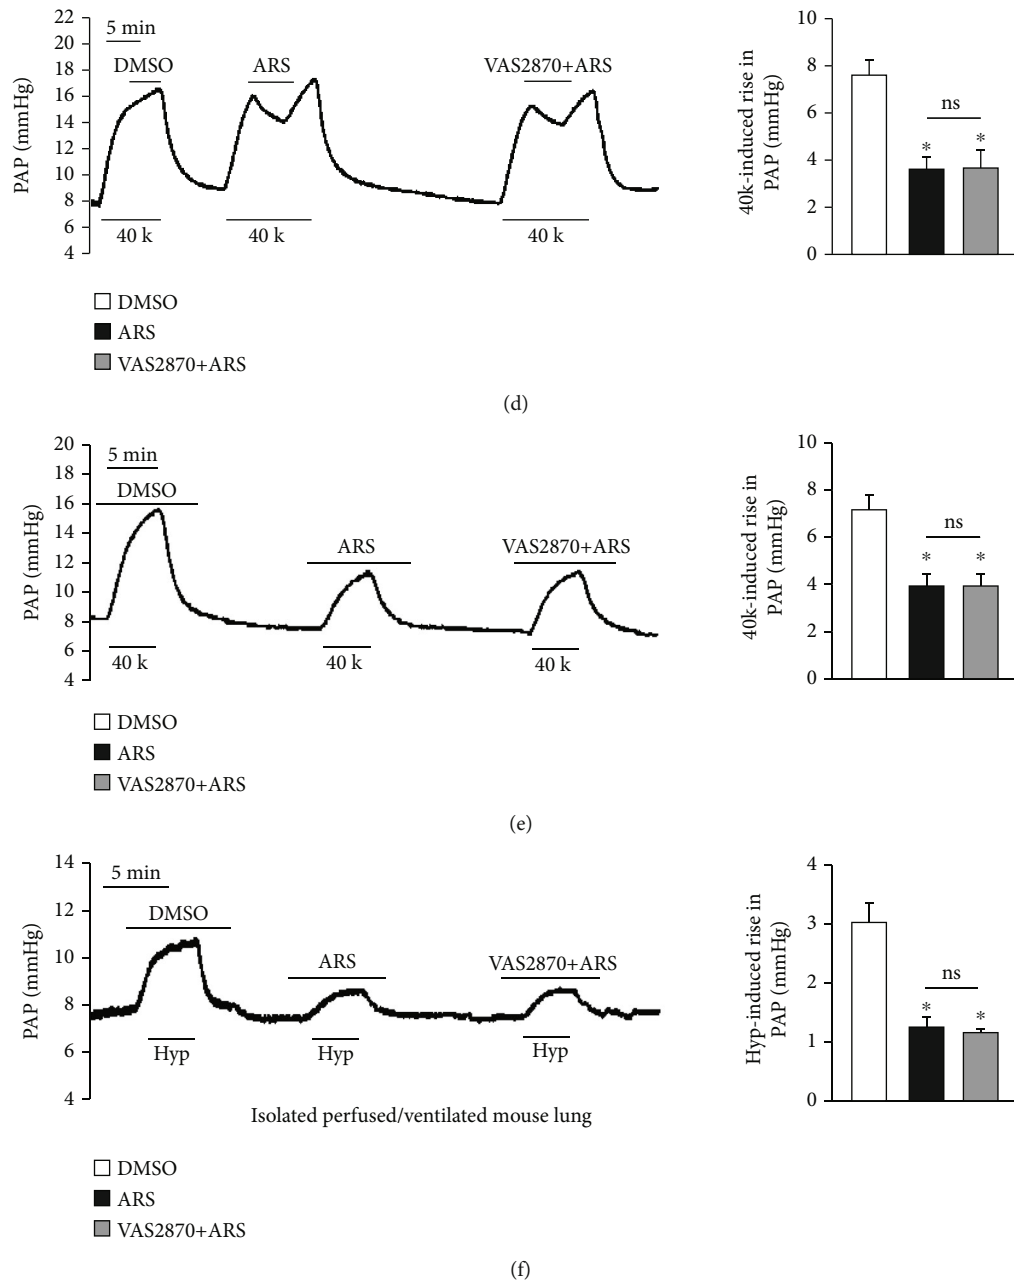 22
20
18
16
14
12
10
8
6
4
PAP (mmHg)
5 min
DMSO
ARS
VAS2870+ARS
40 k
40 k
40 k
10
8
6
4
2
0
40k-induced rise in
PAP (mmHg)
ns
*
*
DMSO
ARS
VAS2870+ARS
(d)
20
18
16
14
12
10
8
6
4
PAP (mmHg)
5 min
DMSO
ARS
VAS2870+ARS
40 k
40 k
40 k
10
8
6
4
2
0
40k-induced rise in
PAP (mmHg)
ns
*
*
DMSO
ARS
VAS2870+ARS
(e)
14
12
10
8
6
4
PAP (mmHg)
5 min
DMSO
ARS
VAS2870+ARS
Hyp
Hyp
Hyp
Isolated perfused/ventilated mouse lung
4
3
2
1
0
Hyp-induced rise in
PAP (mmHg)
ns
*
*
DMSO
ARS
VAS2870+ARS
(f)